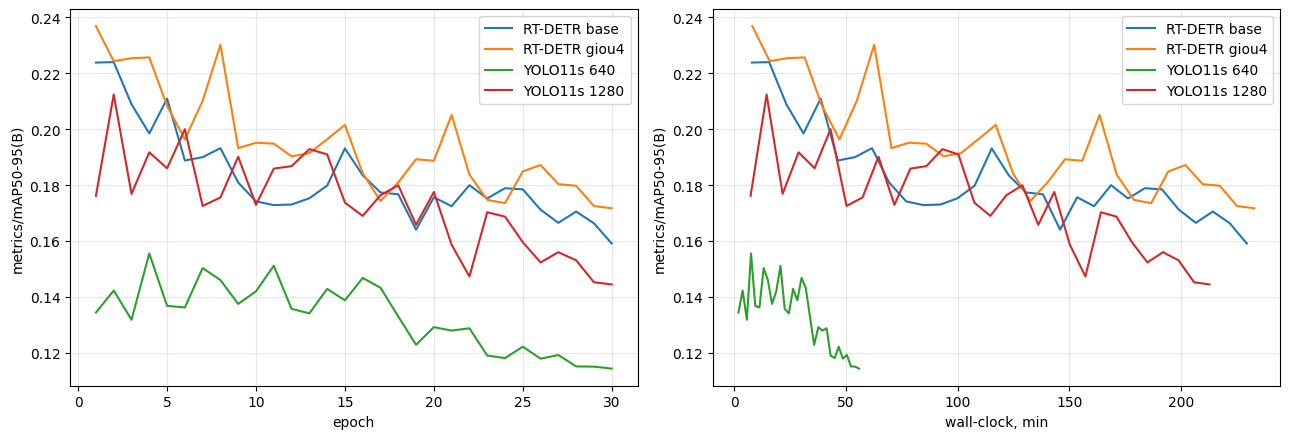 metrics/mAP50-95(B)
0.24
0.22
0.20
0.18
0.16
0.14
0.12
RT-DETR base
RT-DETR giou4
YOLO11s 640
YOLO11s 1280
0 5 10 15 20 25 30
epoch
metrics/mAP50-95(B)
0.24
0.22
0.20
0.18
0.16
0.14
0.12
RT-DETR base
RT-DETR giou4
YOLO11s 640
YOLO11s 1280
0 50 100 150 200
wall-clock, min